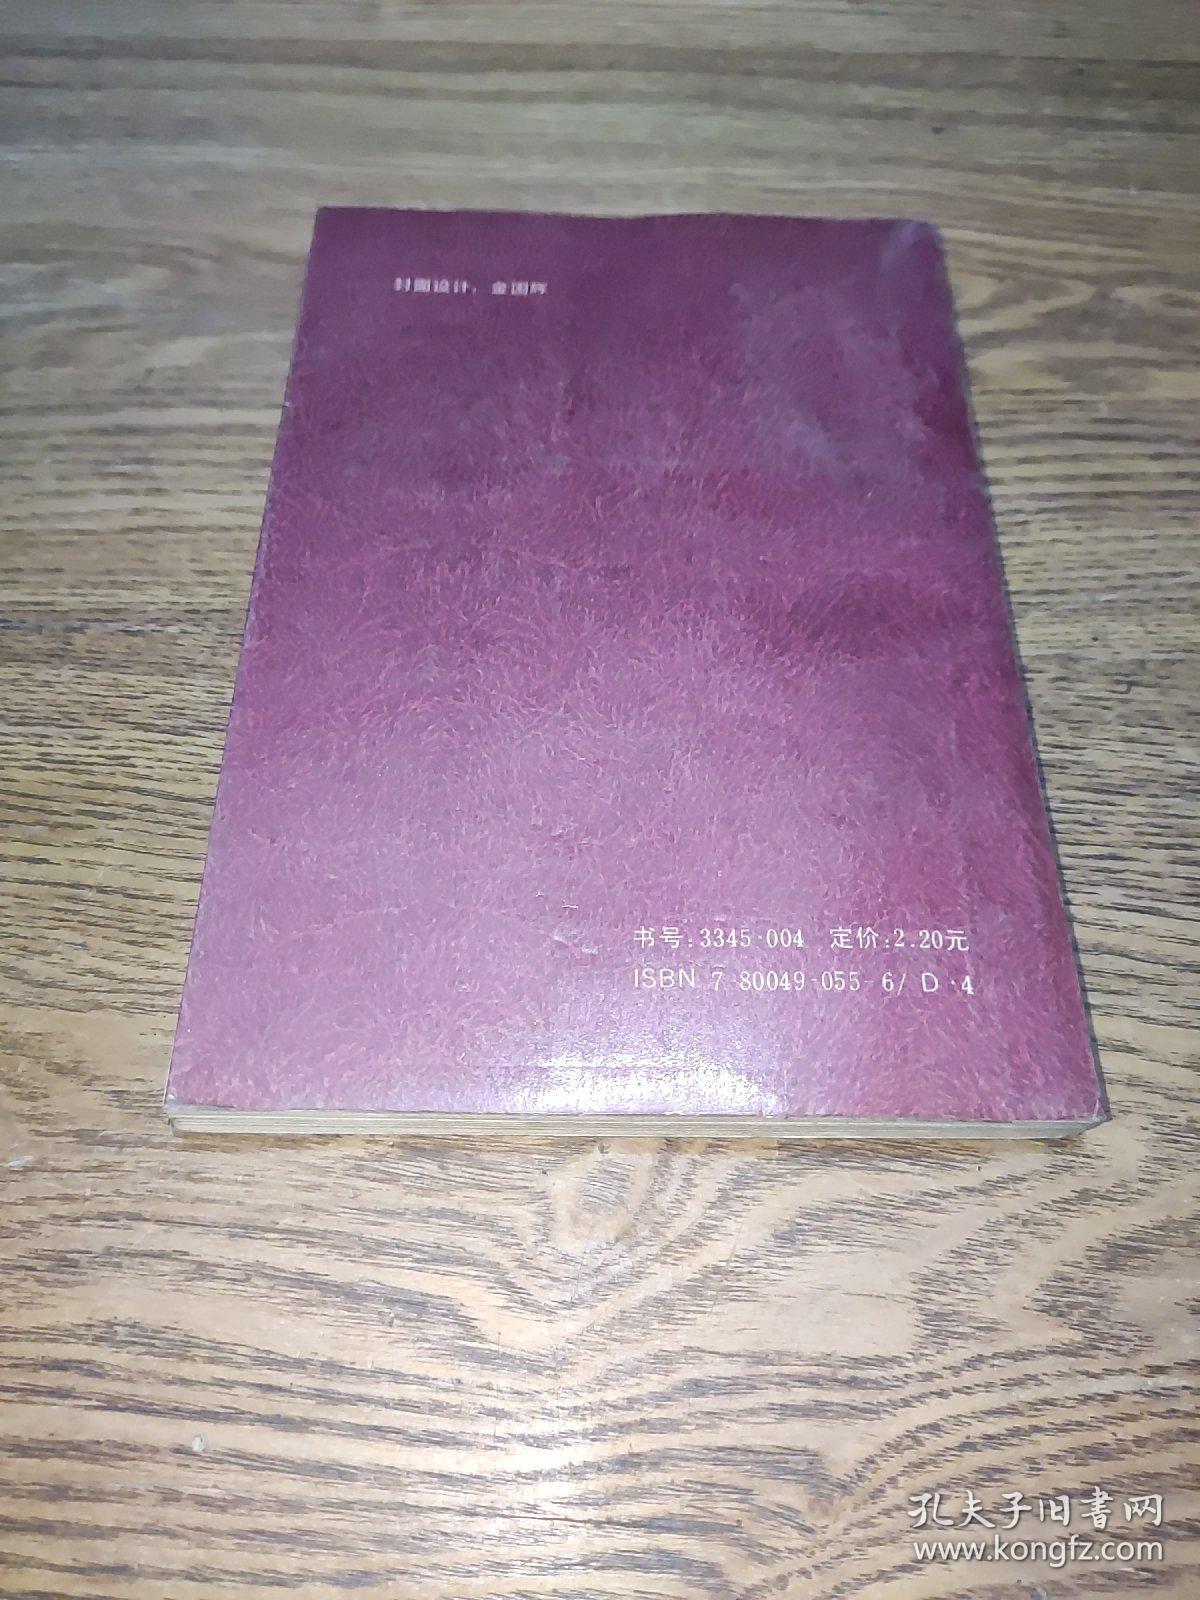 封面设计：金国辉
书号：3345·004 定价：2.20元
ISBN 7-80049-055-6/D·4
孔夫子旧书网
www.kongfz.com